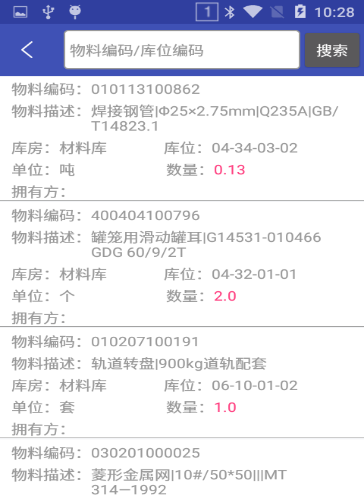 1 10:28
物料编码/库位编码 搜索
物料编码：010113100862
物料描述：焊接钢管|Φ25×2.75mm|Q235A|GB/
T14823.1
库房：材料库 库位：04-34-03-02
单位：吨 数量：0.13
拥有方：
物料编码：400404100796
物料描述：罐笼用滑动罐耳|G14531-010466
GDG 60/9/2T
库房：材料库 库位：04-32-01-01
单位：个 数量：2.0
拥有方：
物料编码：010207100191
物料描述：轨道转盘|900kg道轨配套
库房：材料库 库位：06-10-01-02
单位：套 数量：1.0
拥有方：
物料编码：030201000025
物料描述：菱形金属网|10#/50*50|||MT
314—1992